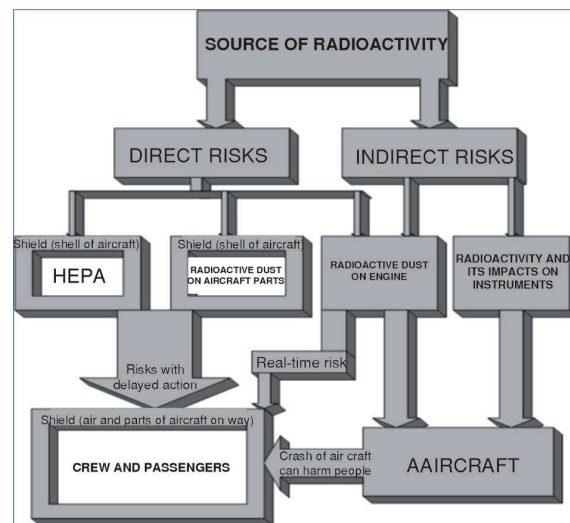 SOURCE OF RADIOACTIVITY
DIRECT RISKS
INDIRECT RISKS
Shield (shell of aircraft)
HEPA
Shield (shell of aircraft)
RADIOACTIVE DUST
ON AIRCRAFT PARTS
RADIOACTIVE DUST
ON ENGINE
RADIOACTIVITY AND
ITS IMPACTS ON
INSTRUMENTS
Risks with
delayed action
Real-time risk
Shield (air and parts of aircraft on way)
CREW AND PASSENGERS
Crash of air craft
can harm people
AAIRCRAFT